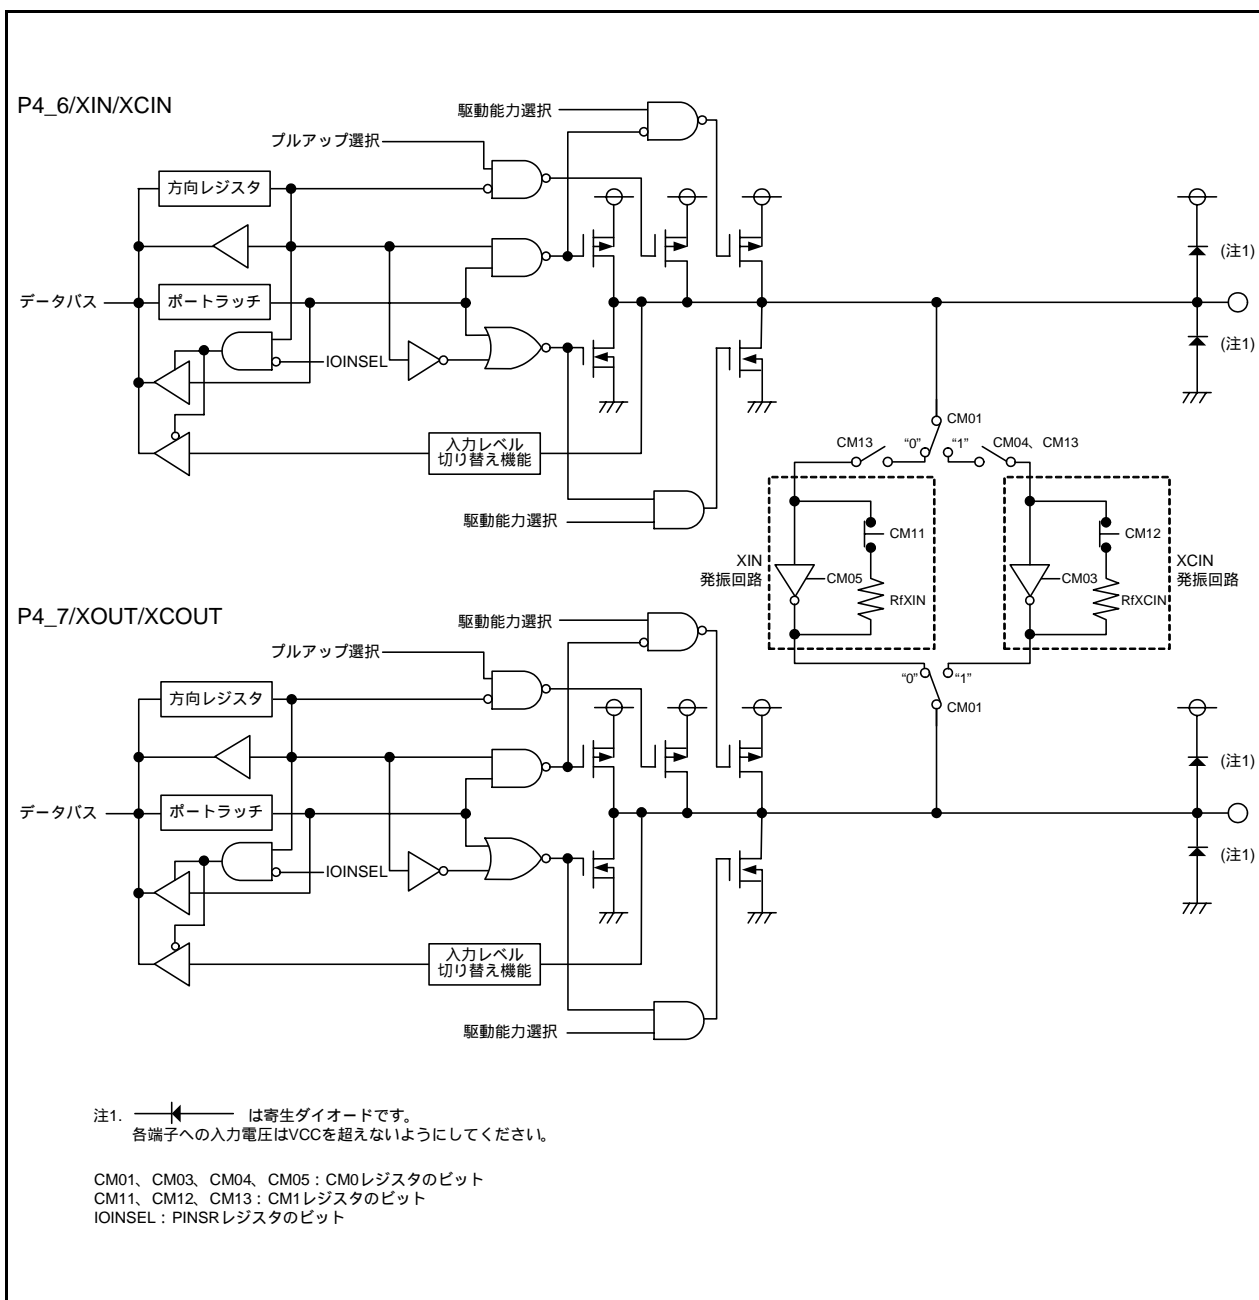 P4_6/XIN/XCIN
駆動能力選択
プルアップ選択
方向レジスタ
(注1)
データバス
ポートラッチ
(注1)
IOINSEL
入力レベル
切り替え機能
駆動能力選択
CM01
CM13
“0”
“1”
CM04、CM13
XIN
発振回路
CM11
CM05
RfXIN
CM12
CM03
RfXCIN
XCIN
発振回路
“0”
“1”
CM01
P4_7/XOUT/XCOUT
駆動能力選択
プルアップ選択
方向レジスタ
(注1)
データバス
ポートラッチ
(注1)
IOINSEL
入力レベル
切り替え機能
駆動能力選択
注1. は寄生ダイオードです。
各端子への入力電圧はVCCを超えないようにしてください。
CM01、CM03、CM04、CM05：CM0レジスタのビット
CM11、CM12、CM13：CM1レジスタのビット
IOINSEL：PINSRレジスタのビット